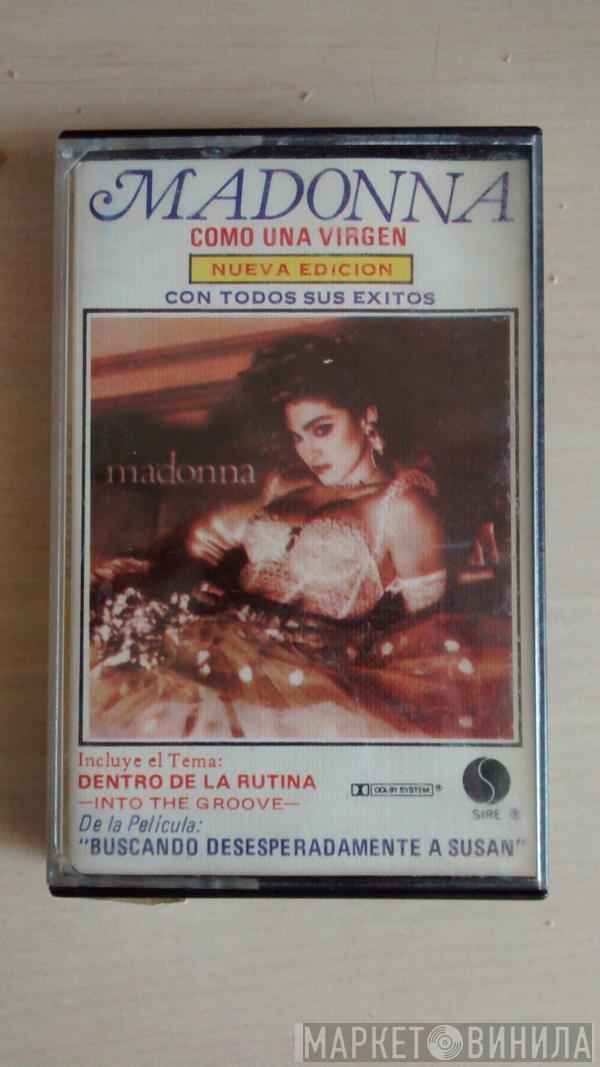 MADONNA
COMO UNA VIRGEN
NUEVA EDICION
CON TODOS SUS EXITOS
madonna
Incluye el Tema:
DENTRO DE LA RUTINA
—INTO THE GROOVE—
De la Película:
"BUSCANDO DESESPERADAMENTE A SUSAN"
DOLBY SYSTEM ®
S
SIRE ®
МАРКЕТ ВИНИЛА